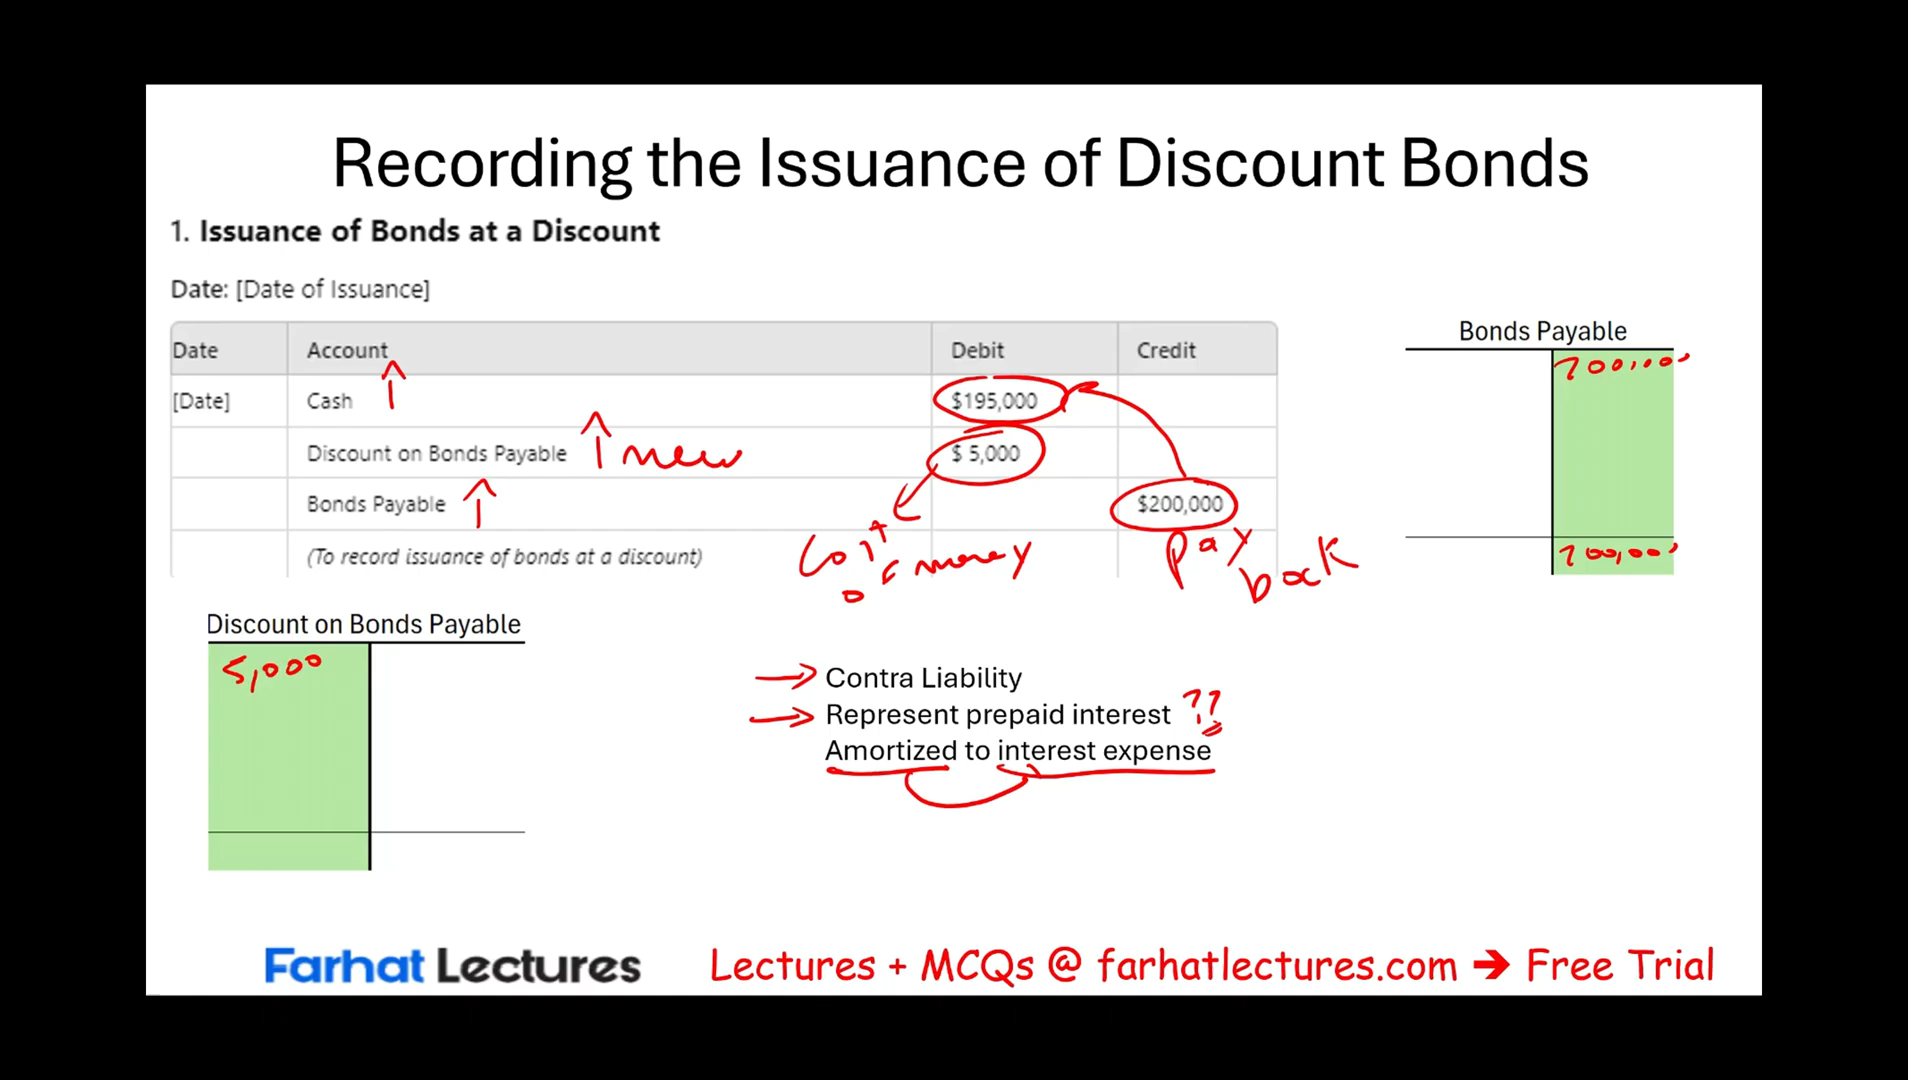 Recording the Issuance of Discount Bonds
1. Issuance of Bonds at a Discount
Date: [Date of Issuance]
Date Account Debit Credit
[Date] Cash $195,000
Discount on Bonds Payable new $ 5,000
Bonds Payable $200,000
(To record issuance of bonds at a discount)
Cost of money
pay back
Bonds Payable
200,000
200,000
Discount on Bonds Payable
5,000
Contra Liability
Represent prepaid interest ??
Amortized to interest expense
Farhat Lectures
Lectures + MCQs @ farhatlectures.com ➔ Free Trial